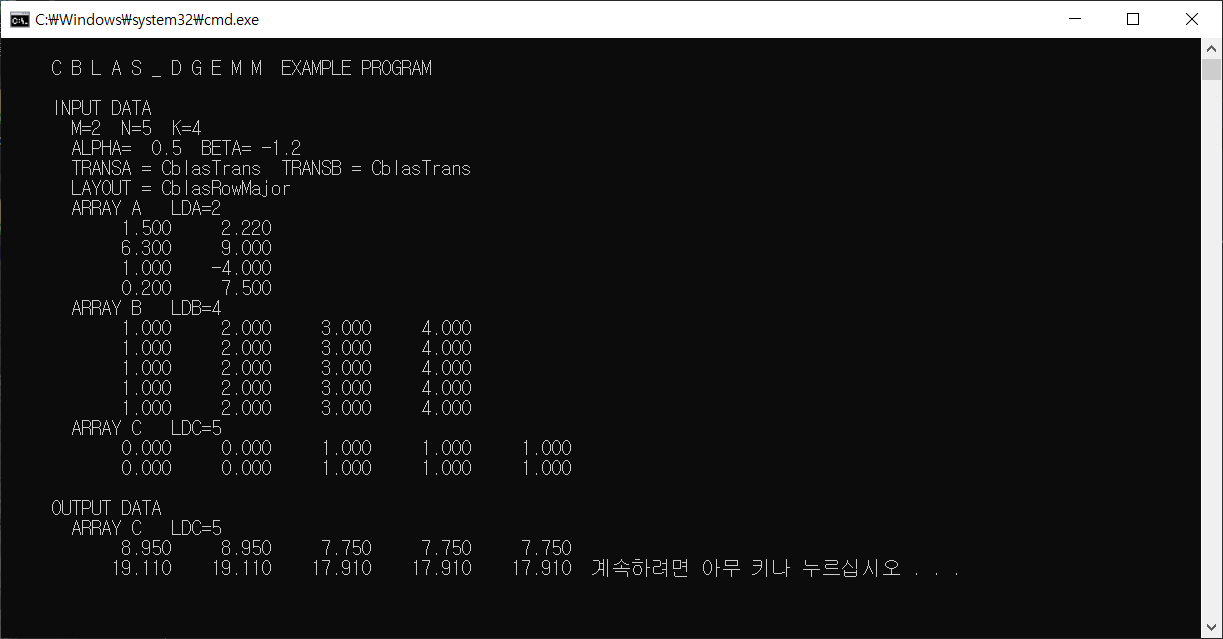 C:\Windows\system32\cmd.exe
C B L A S _ D G E M M  EXAMPLE PROGRAM
INPUT DATA
M=2  N=5  K=4
ALPHA=  0.5  BETA= -1.2
TRANSA = CblasTrans  TRANSB = CblasTrans
LAYOUT = CblasRowMajor
ARRAY A   LDA=2
1.500     2.220
6.300     9.000
1.000    -4.000
0.200     7.500
ARRAY B   LDB=4
1.000     2.000     3.000     4.000
1.000     2.000     3.000     4.000
1.000     2.000     3.000     4.000
1.000     2.000     3.000     4.000
1.000     2.000     3.000     4.000
ARRAY C   LDC=5
0.000     0.000     1.000     1.000     1.000
0.000     0.000     1.000     1.000     1.000
OUTPUT DATA
ARRAY C   LDC=5
8.950     8.950     7.750     7.750     7.750
19.110    19.110    17.910    17.910    17.910  계속하려면 아무 키나 누르십시오 . . .